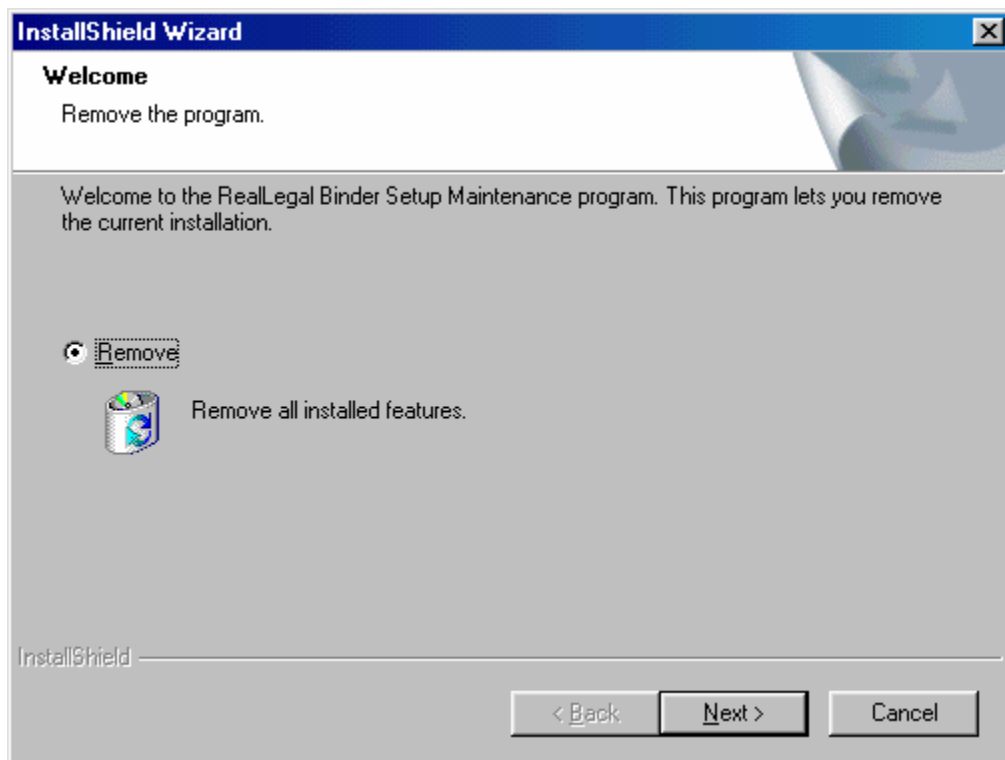 InstallShield Wizard
Welcome
Remove the program.
Welcome to the RealLegal Binder Setup Maintenance program. This program lets you remove
the current installation.
Remove
Remove all installed features.
InstallShield
< Back Next > Cancel